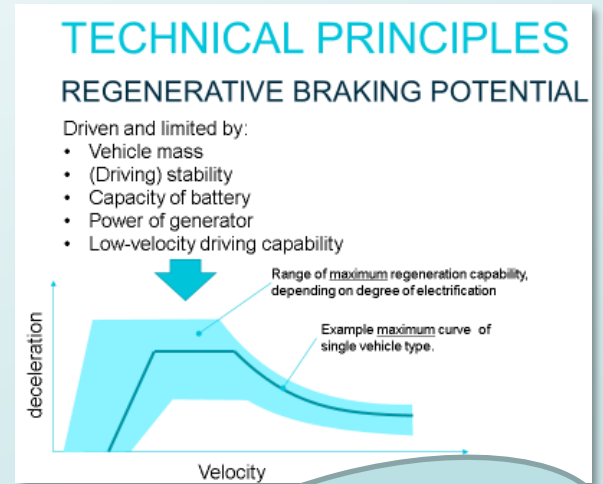 TECHNICAL PRINCIPLES
REGENERATIVE BRAKING POTENTIAL
Driven and limited by:
• Vehicle mass
• (Driving) stability
• Capacity of battery
• Power of generator
• Low-velocity driving capability
Range of maximum regeneration capability,
depending on degree of electrification
Example maximum curve of
single vehicle type.
deceleration
Velocity